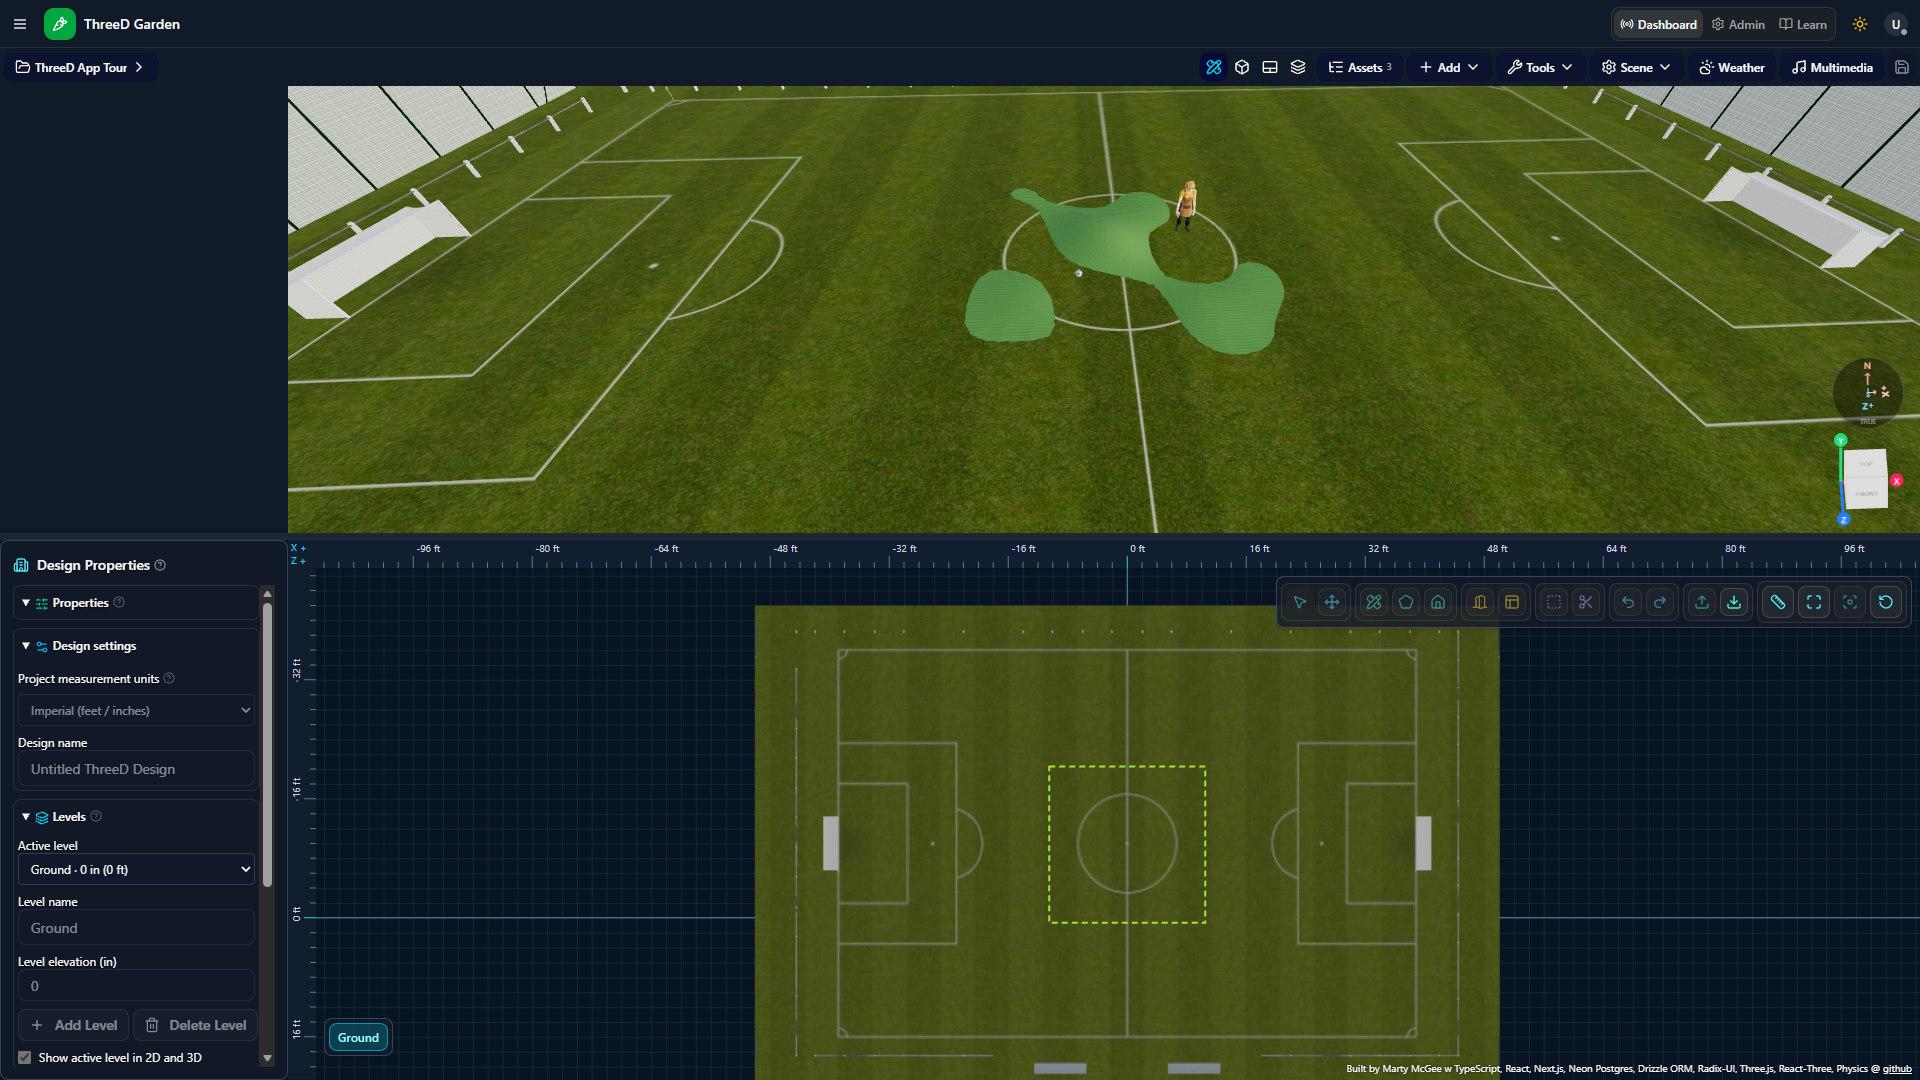 ThreeD Garden
Dashboard
Admin
Learn
U
ThreeD App Tour
Assets 3
Add
Tools
Scene
Weather
Multimedia
N
X
Z+
TRUE
Y
TOP
FRONT
X
Z
Design Properties
Properties
Design settings
Project measurement units
Imperial (feet / inches)
Design name
Untitled ThreeD Design
Levels
Active level
Ground · 0 in (0 ft)
Level name
Ground
Level elevation (in)
0
Add Level
Delete Level
Show active level in 2D and 3D
X +
Z +
-96 ft
-80 ft
-64 ft
-48 ft
-32 ft
-16 ft
0 ft
16 ft
32 ft
48 ft
64 ft
80 ft
96 ft
-32 ft
-16 ft
0 ft
16 ft
Ground
Built by Marty McGee w TypeScript, React, Next.js, Neon Postgres, Drizzle ORM, Radix-UI, Three.js, React-Three, Physics @ github